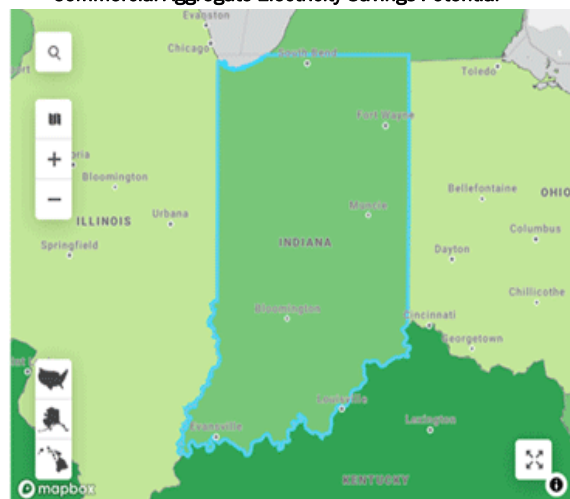 Commercial Aggregate Electricity Savings Potential
Evanston
Chicago
South Bend
Toledo
Fort Wayne
Bloomington
Bellefontaine
OHIO
Muncie
Urbana
ILLINOIS
Columbus
Springfield
INDIANA
Dayton
Chillicothe
Bloomington
Cincinnati
Georgetown
Louisville
Lexington
Evansville
KENTUCKY
mapbox